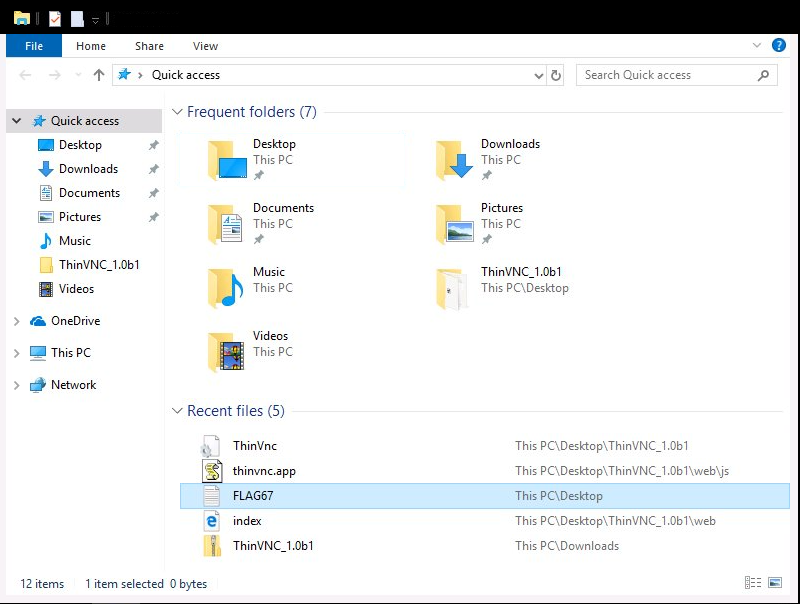 File Home Share View
Quick access Search Quick access
Quick access
Desktop
Downloads
Documents
Pictures
Music
ThinVNC_1.0b1
Videos
OneDrive
This PC
Network
Frequent folders (7)
Desktop
This PC
Downloads
This PC
Documents
This PC
Pictures
This PC
Music
This PC
ThinVNC_1.0b1
This PC\Desktop
Videos
This PC
Recent files (5)
ThinVnc This PC\Desktop\ThinVNC_1.0b1
thinvnc.app This PC\Desktop\ThinVNC_1.0b1\web\js
FLAG67 This PC\Desktop
index This PC\Desktop\ThinVNC_1.0b1\web
ThinVNC_1.0b1 This PC\Downloads
12 items 1 item selected 0 bytes